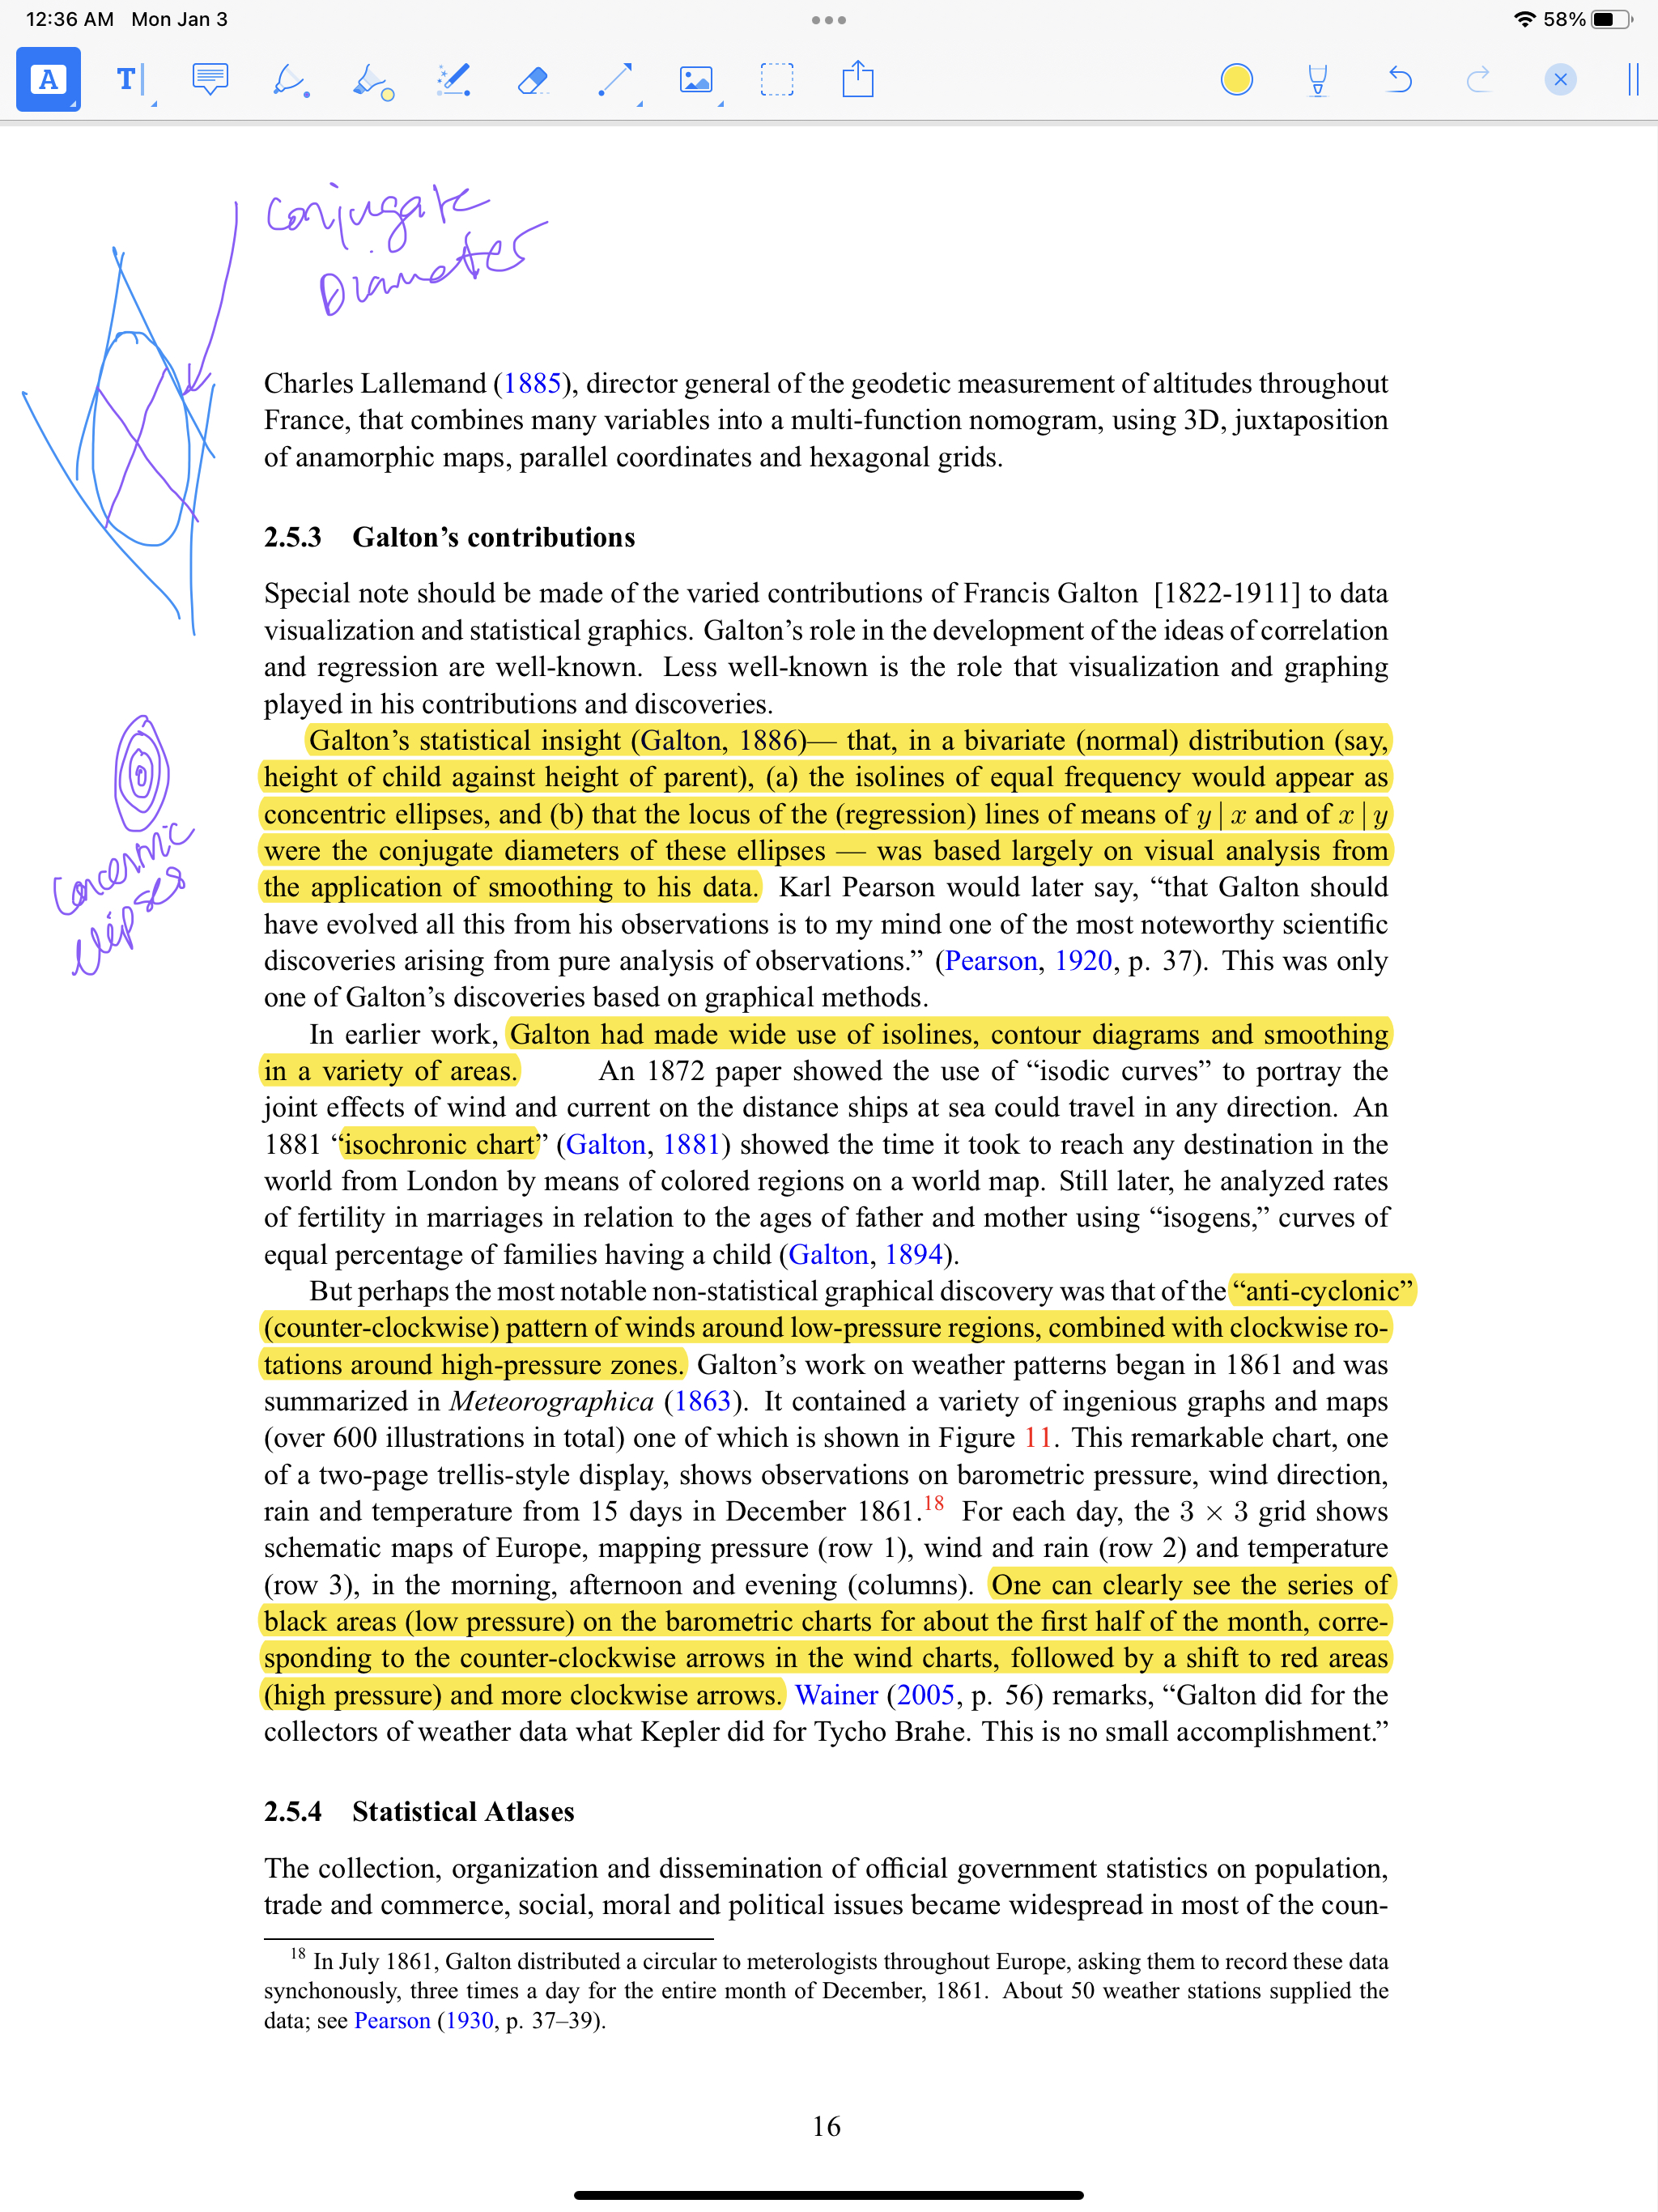 12:36 AM Mon Jan 3
58%
A
T
Conjugate
Diameter
Charles Lallemand (1885), director general of the geodetic measurement of altitudes throughout
France, that combines many variables into a multi-function nomogram, using 3D, juxtaposition
of anamorphic maps, parallel coordinates and hexagonal grids.
2.5.3 Galton’s contributions
Special note should be made of the varied contributions of Francis Galton [1822-1911] to data
visualization and statistical graphics. Galton’s role in the development of the ideas of correlation
and regression are well-known. Less well-known is the role that visualization and graphing
played in his contributions and discoveries.
Galton’s statistical insight (Galton, 1886)— that, in a bivariate (normal) distribution (say,
height of child against height of parent), (a) the isolines of equal frequency would appear as
concentric ellipses, and (b) that the locus of the (regression) lines of means of y | x and of x | y
were the conjugate diameters of these ellipses — was based largely on visual analysis from
the application of smoothing to his data. Karl Pearson would later say, “that Galton should
have evolved all this from his observations is to my mind one of the most noteworthy scientific
discoveries arising from pure analysis of observations.” (Pearson, 1920, p. 37). This was only
one of Galton’s discoveries based on graphical methods.
Concentric
ellipses
In earlier work, Galton had made wide use of isolines, contour diagrams and smoothing
in a variety of areas. An 1872 paper showed the use of “isodic curves” to portray the
joint effects of wind and current on the distance ships at sea could travel in any direction. An
1881 “isochronic chart” (Galton, 1881) showed the time it took to reach any destination in the
world from London by means of colored regions on a world map. Still later, he analyzed rates
of fertility in marriages in relation to the ages of father and mother using “isogens,” curves of
equal percentage of families having a child (Galton, 1894).
But perhaps the most notable non-statistical graphical discovery was that of the “anti-cyclonic”
(counter-clockwise) pattern of winds around low-pressure regions, combined with clockwise ro-
tations around high-pressure zones. Galton’s work on weather patterns began in 1861 and was
summarized in Meteorographica (1863). It contained a variety of ingenious graphs and maps
(over 600 illustrations in total) one of which is shown in Figure 11. This remarkable chart, one
of a two-page trellis-style display, shows observations on barometric pressure, wind direction,
rain and temperature from 15 days in December 1861.18 For each day, the 3 × 3 grid shows
schematic maps of Europe, mapping pressure (row 1), wind and rain (row 2) and temperature
(row 3), in the morning, afternoon and evening (columns). One can clearly see the series of
black areas (low pressure) on the barometric charts for about the first half of the month, corre-
sponding to the counter-clockwise arrows in the wind charts, followed by a shift to red areas
(high pressure) and more clockwise arrows. Wainer (2005, p. 56) remarks, “Galton did for the
collectors of weather data what Kepler did for Tycho Brahe. This is no small accomplishment.”
2.5.4 Statistical Atlases
The collection, organization and dissemination of official government statistics on population,
trade and commerce, social, moral and political issues became widespread in most of the coun-
18 In July 1861, Galton distributed a circular to meterologists throughout Europe, asking them to record these data
synchonously, three times a day for the entire month of December, 1861. About 50 weather stations supplied the
data; see Pearson (1930, p. 37–39).
16